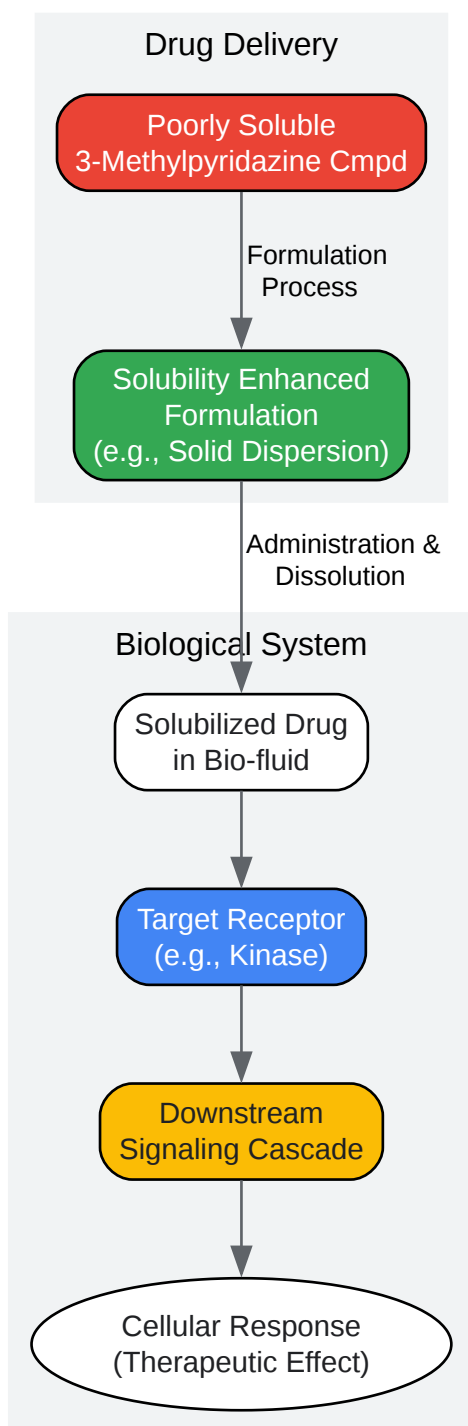 Drug Delivery
Poorly Soluble
3-Methylpyridazine Cmpd
Formulation
Process
Solubility Enhanced
Formulation
(e.g., Solid Dispersion)
Administration &
Dissolution
Biological System
Solubilized Drug
in Bio-fluid
Target Receptor
(e.g., Kinase)
Downstream
Signaling Cascade
Cellular Response
(Therapeutic Effect)